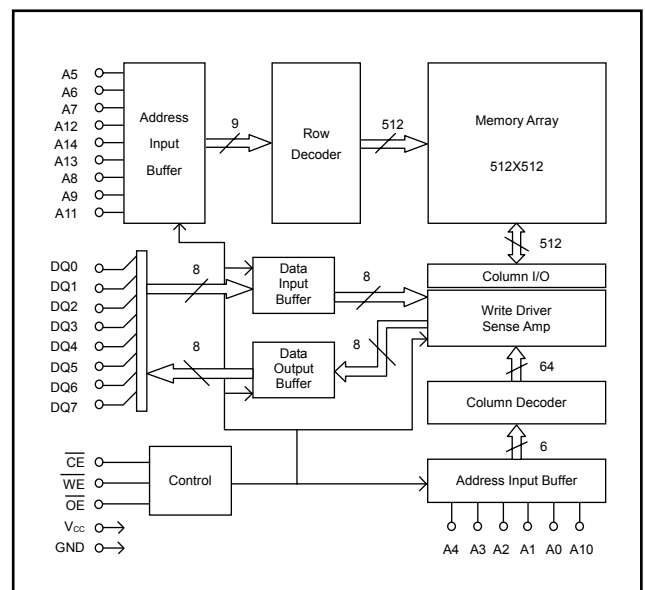 A5
A6
A7
A12
A14
A13
A8
A9
A11
Address
Input
Buffer
9
Row
Decoder
512
Memory Array
512X512
512
Column I/O
Write Driver
Sense Amp
64
Column Decoder
6
Address Input Buffer
A4 A3 A2 A1 A0 A10
DQ0
DQ1
DQ2
DQ3
DQ4
DQ5
DQ6
DQ7
8
Data
Input
Buffer
8
8
Data
Output
Buffer
8
CE
WE
OE
VCC
GND
Control